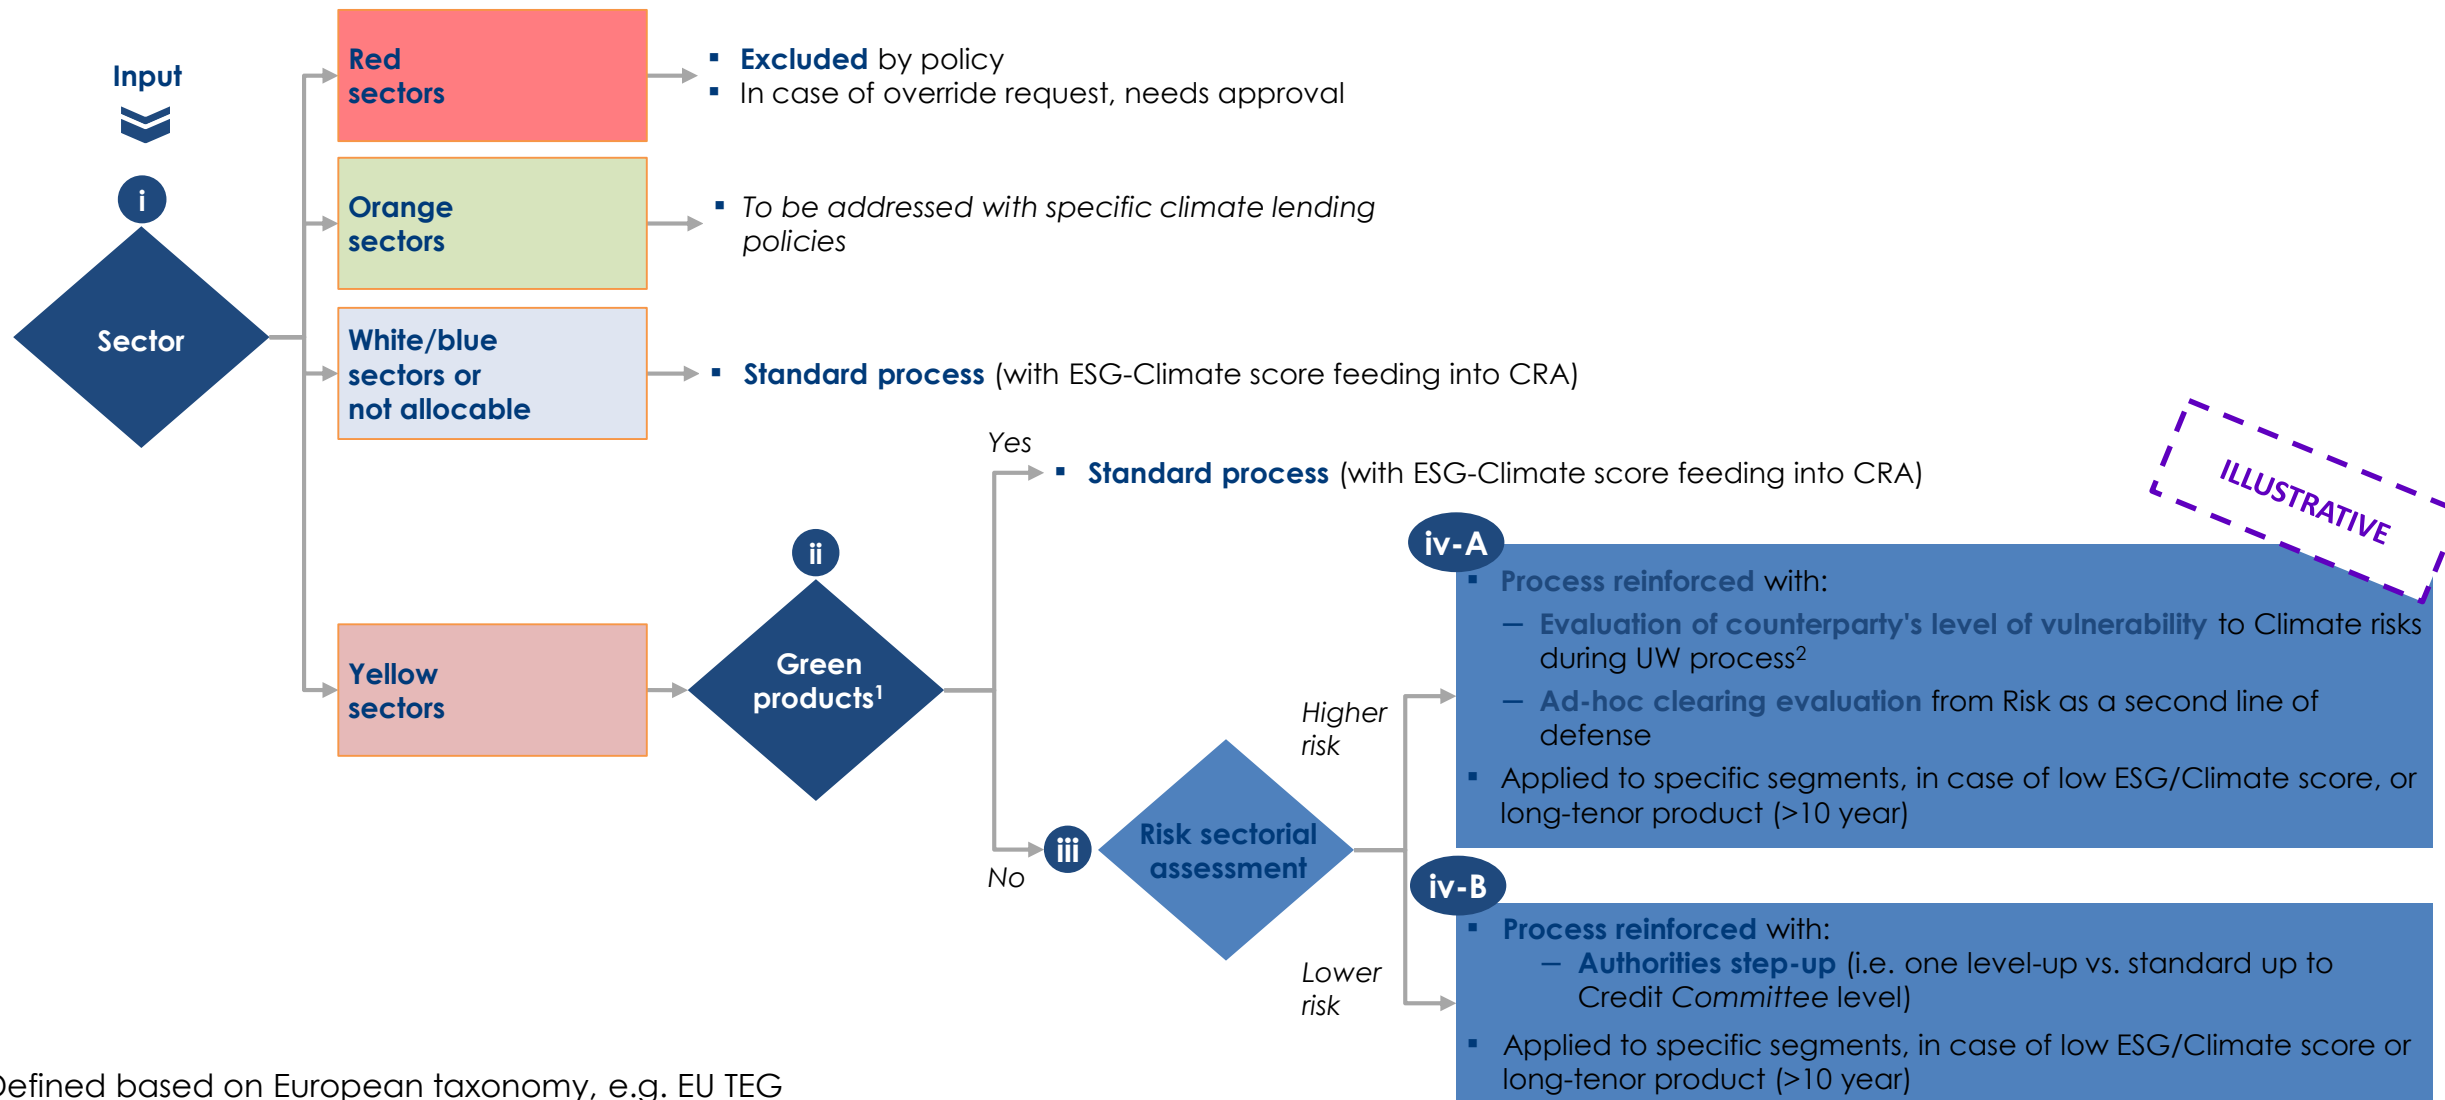 Input
i
Sector
Red
sectors
▪ Excluded by policy
▪ In case of override request, needs approval
Orange
sectors
▪ To be addressed with specific climate lending
policies
White/blue
sectors or
not allocable
▪ Standard process (with ESG-Climate score feeding into CRA)
Yellow
sectors
ii
Green
products¹
Yes
▪ Standard process (with ESG-Climate score feeding into CRA)
No
iii
Risk sectorial
assessment
Higher
risk
ILLUSTRATIVE
iv-A
▪ Process reinforced with:
– Evaluation of counterparty's level of vulnerability to Climate risks
during UW process²
– Ad-hoc clearing evaluation from Risk as a second line of
defense
▪ Applied to specific segments, in case of low ESG/Climate score, or
long-tenor product (>10 year)
Lower
risk
iv-B
▪ Process reinforced with:
– Authorities step-up (i.e. one level-up vs. standard up to
Credit Committee level)
▪ Applied to specific segments, in case of low ESG/Climate score or
long-tenor product (>10 year)
Defined based on European taxonomy, e.g. EU TEG